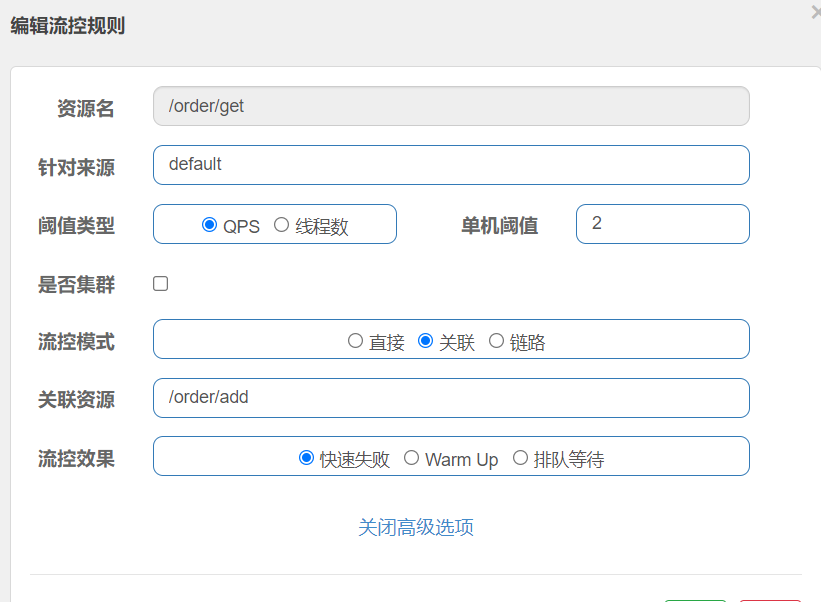 编辑流控规则
资源名 /order/get
针对来源 default
阈值类型 QPS 线程数 单机阈值 2
是否集群
流控模式 直接 关联 链路
关联资源 /order/add
流控效果 快速失败 Warm Up 排队等待
关闭高级选项